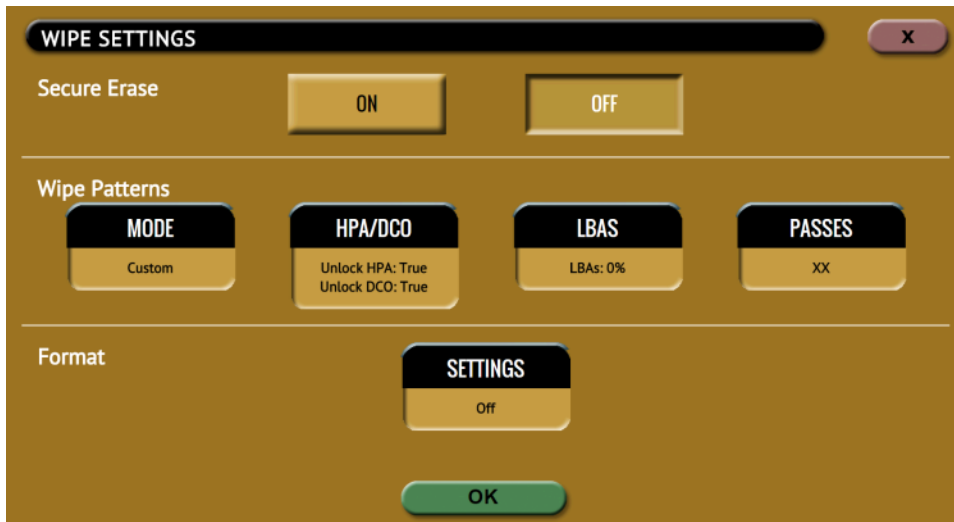 WIPE SETTINGS
X
Secure Erase
ON
OFF
Wipe Patterns
MODE
HPA/DCO
LBAS
PASSES
Custom
Unlock HPA: True
Unlock DCO: True
LBAs: 0%
XX
Format
SETTINGS
Off
OK